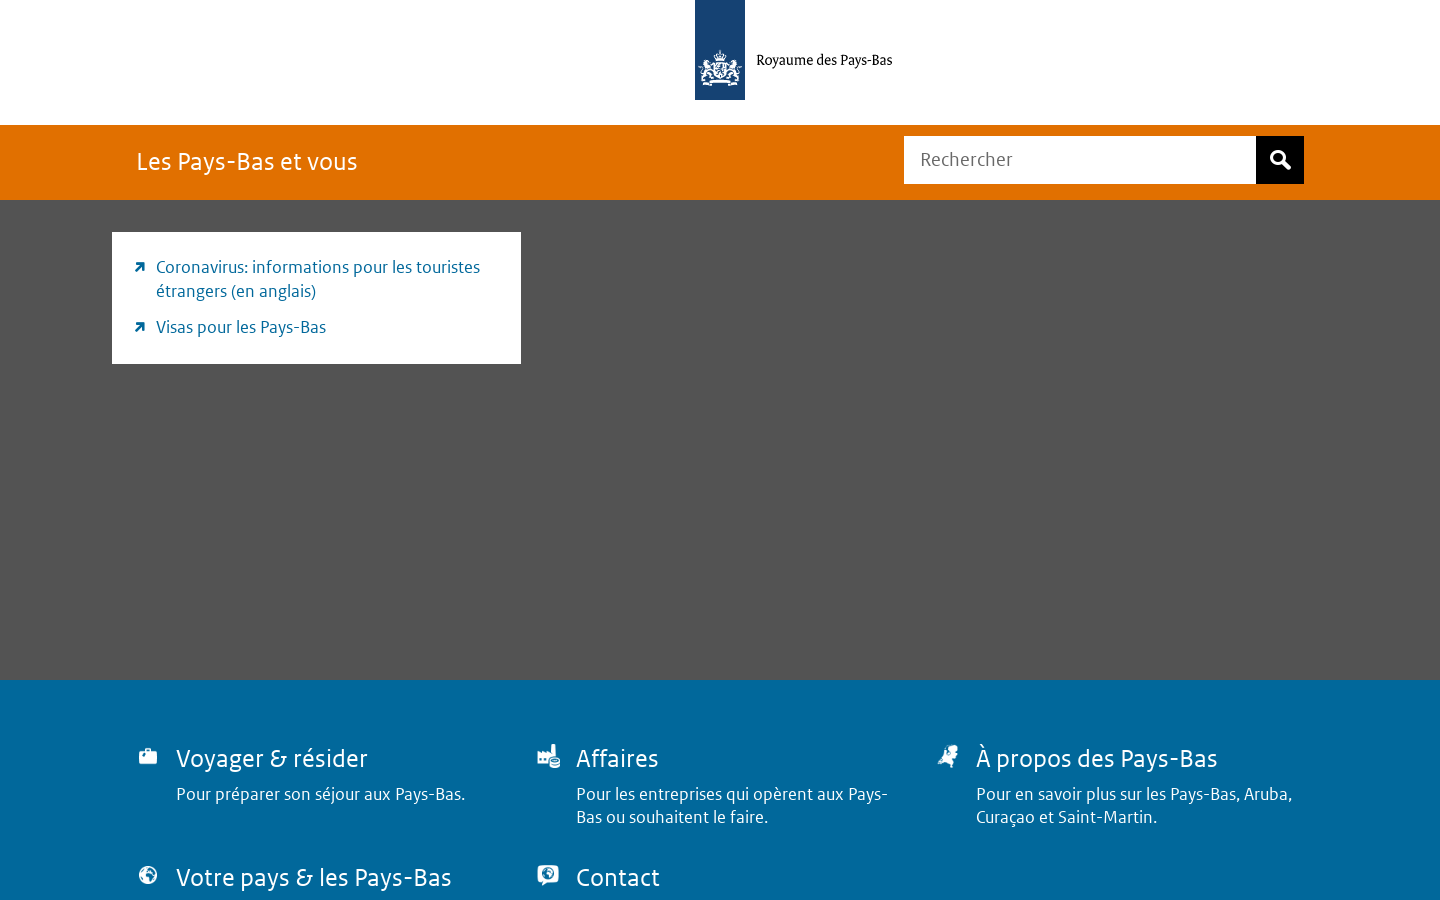 Royaume des Pays-Bas
Les Pays-Bas et vous
Rechercher
Coronavirus: informations pour les touristes
étrangers (en anglais)
Visas pour les Pays-Bas
Voyager & résider
Pour préparer son séjour aux Pays-Bas.
Affaires
Pour les entreprises qui opèrent aux Pays-
Bas ou souhaitent le faire.
À propos des Pays-Bas
Pour en savoir plus sur les Pays-Bas, Aruba,
Curaçao et Saint-Martin.
Votre pays & les Pays-Bas
Contact